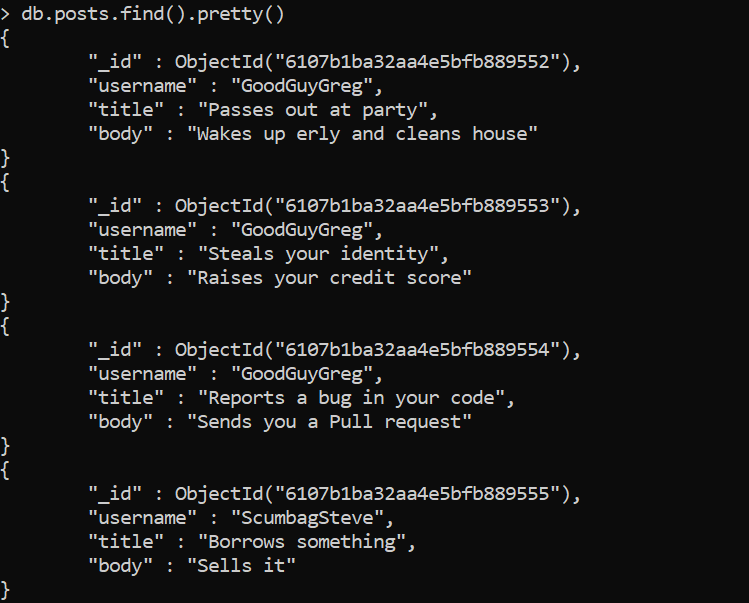 > db.posts.find().pretty()
{
        "_id" : ObjectId("6107b1ba32aa4e5bfb889552"),
        "username" : "GoodGuyGreg",
        "title" : "Passes out at party",
        "body" : "Wakes up erly and cleans house"
}
{
        "_id" : ObjectId("6107b1ba32aa4e5bfb889553"),
        "username" : "GoodGuyGreg",
        "title" : "Steals your identity",
        "body" : "Raises your credit score"
}
{
        "_id" : ObjectId("6107b1ba32aa4e5bfb889554"),
        "username" : "GoodGuyGreg",
        "title" : "Reports a bug in your code",
        "body" : "Sends you a Pull request"
}
{
        "_id" : ObjectId("6107b1ba32aa4e5bfb889555"),
        "username" : "ScumbagSteve",
        "title" : "Borrows something",
        "body" : "Sells it"
}